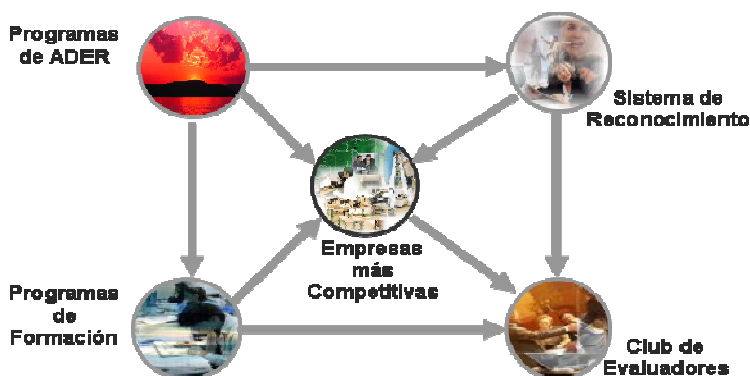 Programas
de ADER
Sistema de
Reconocimiento
Empresas
más
Competitivas
Programas
de
Formación
Club de
Evaluadores